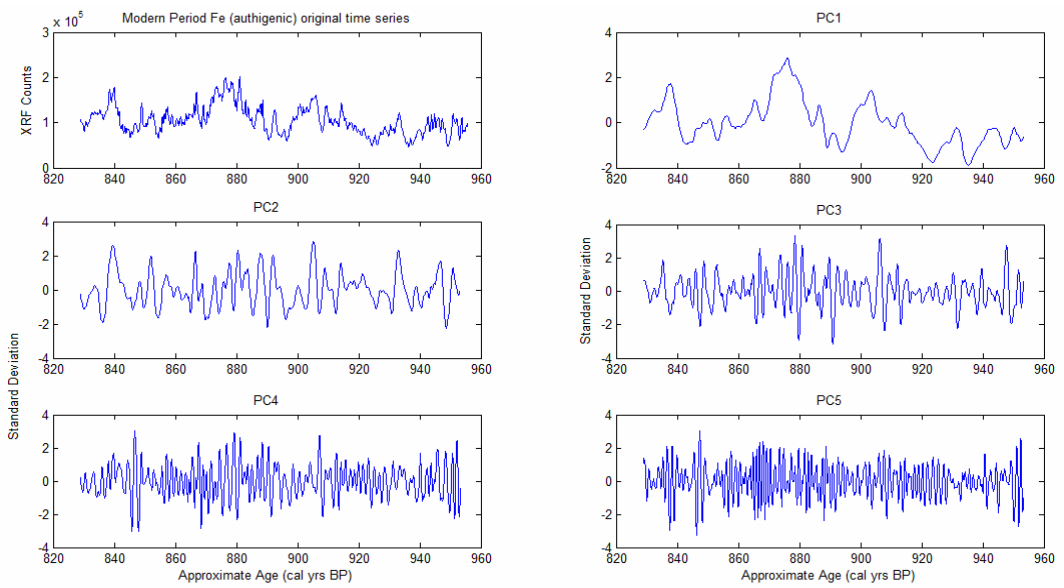 Modern Period Fe (authigenic) original time series
x 10^5
3
2
1
0
XRF Counts
820 840 860 880 900 920 940 960
PC1
4
2
0
-2
820 840 860 880 900 920 940 960
PC2
4
2
0
-2
-4
820 840 860 880 900 920 940 960
Standard Deviation
PC3
4
2
0
-2
-4
Standard Deviation
820 840 860 880 900 920 940 960
PC4
4
2
0
-2
-4
820 840 860 880 900 920 940 960
Approximate Age (cal yrs BP)
PC5
4
2
0
-2
-4
820 840 860 880 900 920 940 960
Approximate Age (cal yrs BP)